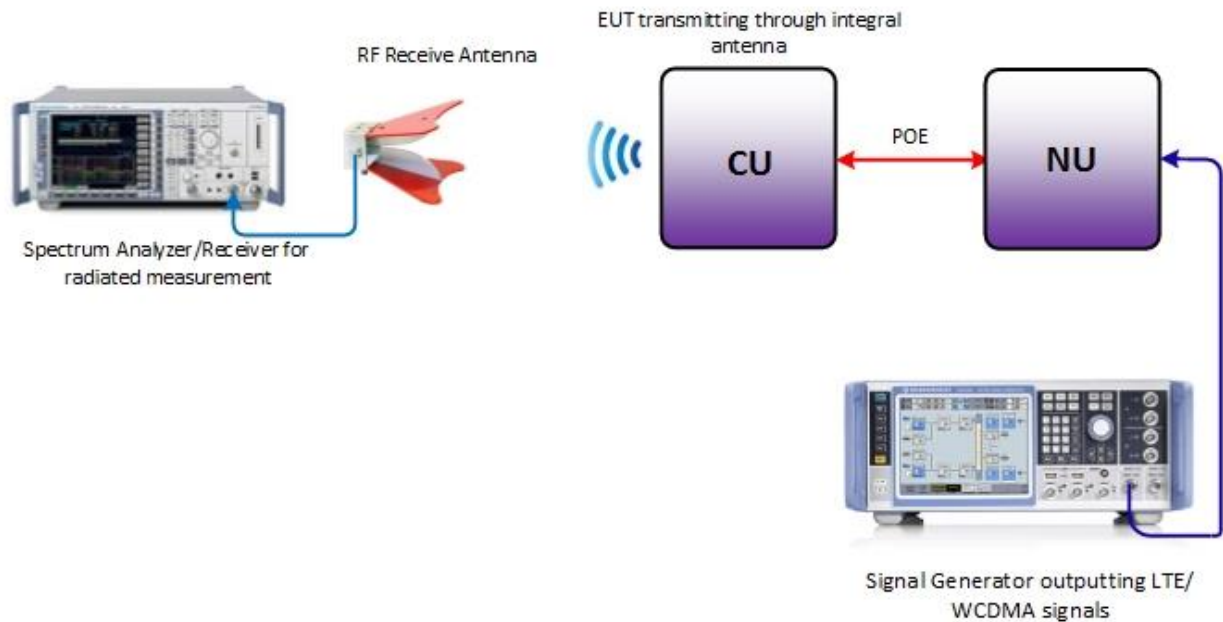 EUT transmitting through integral
antenna
RF Receive Antenna
CU
POE
NU
Spectrum Analyzer/Receiver for
radiated measurement
Signal Generator outputting LTE/
WCDMA signals